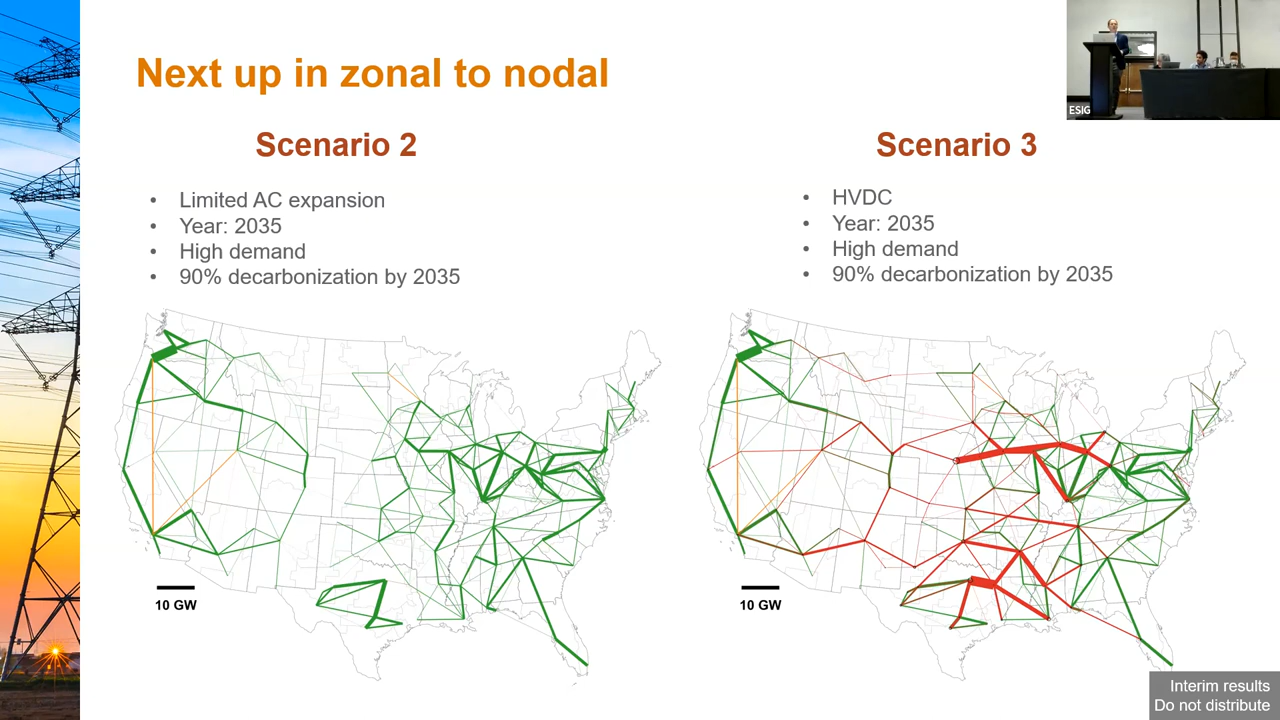 Next up in zonal to nodal
Scenario 2
• Limited AC expansion
• Year: 2035
• High demand
• 90% decarbonization by 2035
10 GW
Scenario 3
• HVDC
• Year: 2035
• High demand
• 90% decarbonization by 2035
10 GW
ESIG
Interim results
Do not distribute